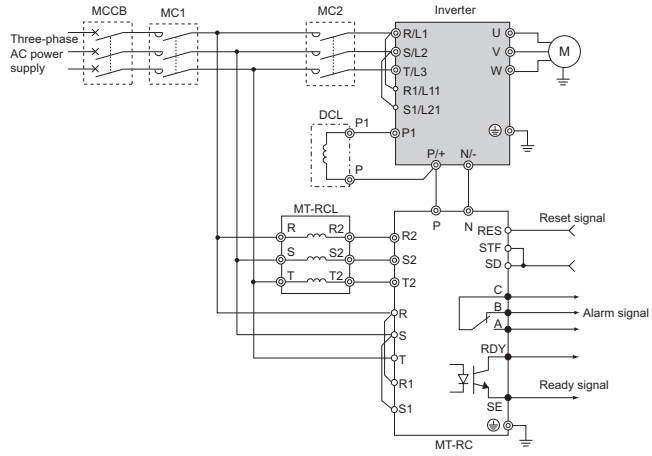 MCCB
MC1
MC2
Inverter
Three-phase
AC power
supply
R/L1
S/L2
T/L3
R1/L11
S1/L21
U
V
W
M
DCL
P1
P
P1
P/+
N/-
MT-RCL
R
R2
S
S2
T
T2
P
N
R2
S2
T2
R
S
T
R1
S1
RES
STF
SD
C
B
A
RDY
SE
Reset signal
Alarm signal
Ready signal
MT-RC